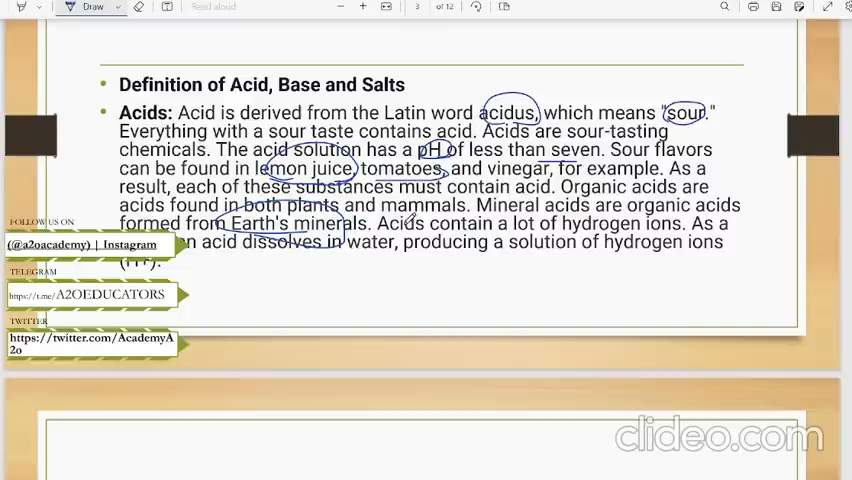 Draw
Read aloud
3 of 12
Definition of Acid, Base and Salts
Acids: Acid is derived from the Latin word acidus, which means "sour."
Everything with a sour taste contains acid. Acids are sour-tasting
chemicals. The acid solution has a pH of less than seven. Sour flavors
can be found in lemon juice, tomatoes, and vinegar, for example. As a
result, each of these substances must contain acid. Organic acids are
acids found in both plants and mammals. Mineral acids are organic acids
formed from Earth's minerals. Acids contain a lot of hydrogen ions. As a
acid dissolves in water, producing a solution of hydrogen ions
FOLLOW US ON
(@a2oacademy) | Instagram
TELEGRAM
https://t.me/A2OEDUCATORS
TWITTER
https://twitter.com/AcademyA
2o
clideo.com